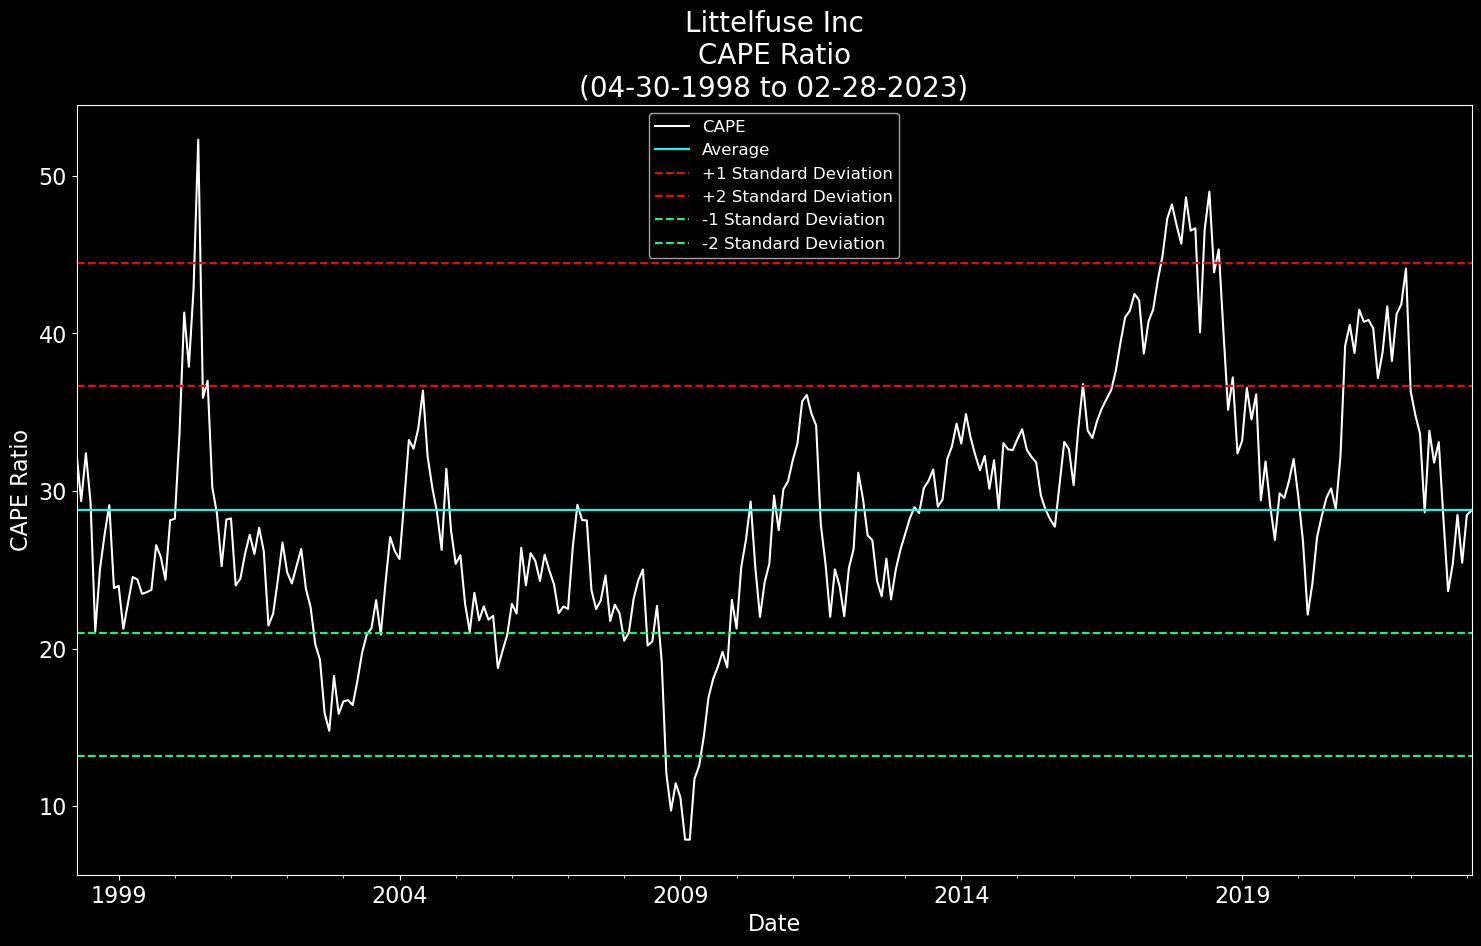 Littelfuse Inc
CAPE Ratio
(04-30-1998 to 02-28-2023)
CAPE
Average
+1 Standard Deviation
+2 Standard Deviation
-1 Standard Deviation
-2 Standard Deviation
CAPE Ratio
50
40
30
20
10
1999 2004 2009 2014 2019
Date